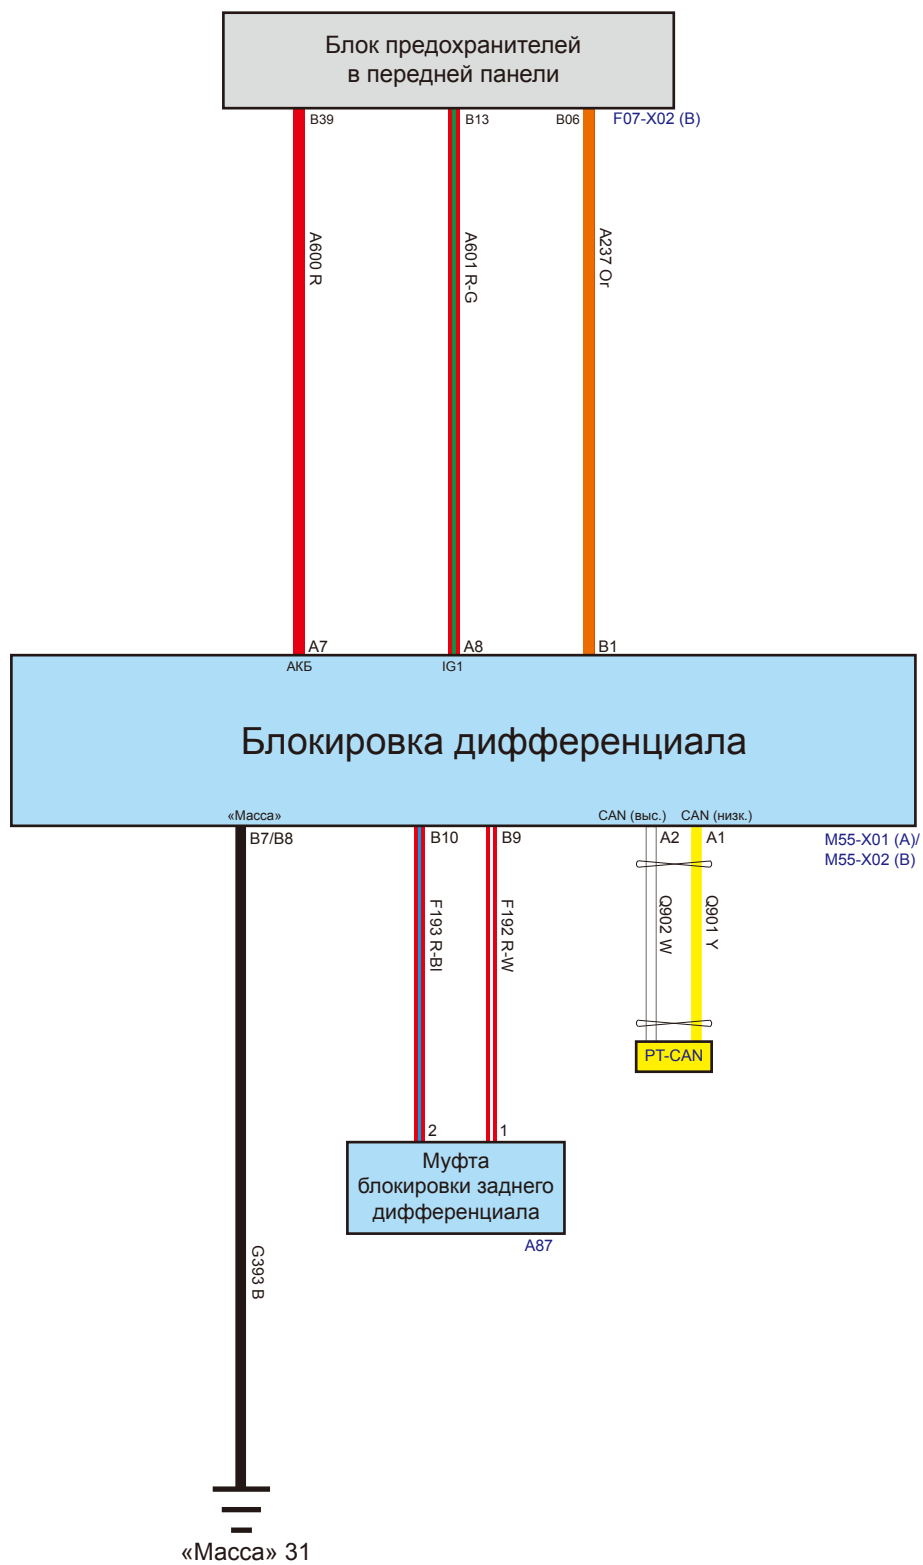 Блок предохранителей
в передней панели
B39
B13
B06
F07-X02 (B)
A600 R
A601 R-G
A237 Or
A7
A8
B1
АКБ
IG1
Блокировка дифференциала
«Масса»
CAN (выс.)
CAN (низк.)
B7/B8
B10
B9
A2
A1
M55-X01 (A)/
M55-X02 (B)
F193 R-Bl
F192 R-W
Q902 W
Q901 Y
PT-CAN
2
1
Муфта
блокировки заднего
дифференциала
A87
G393 B
«Масса» 31